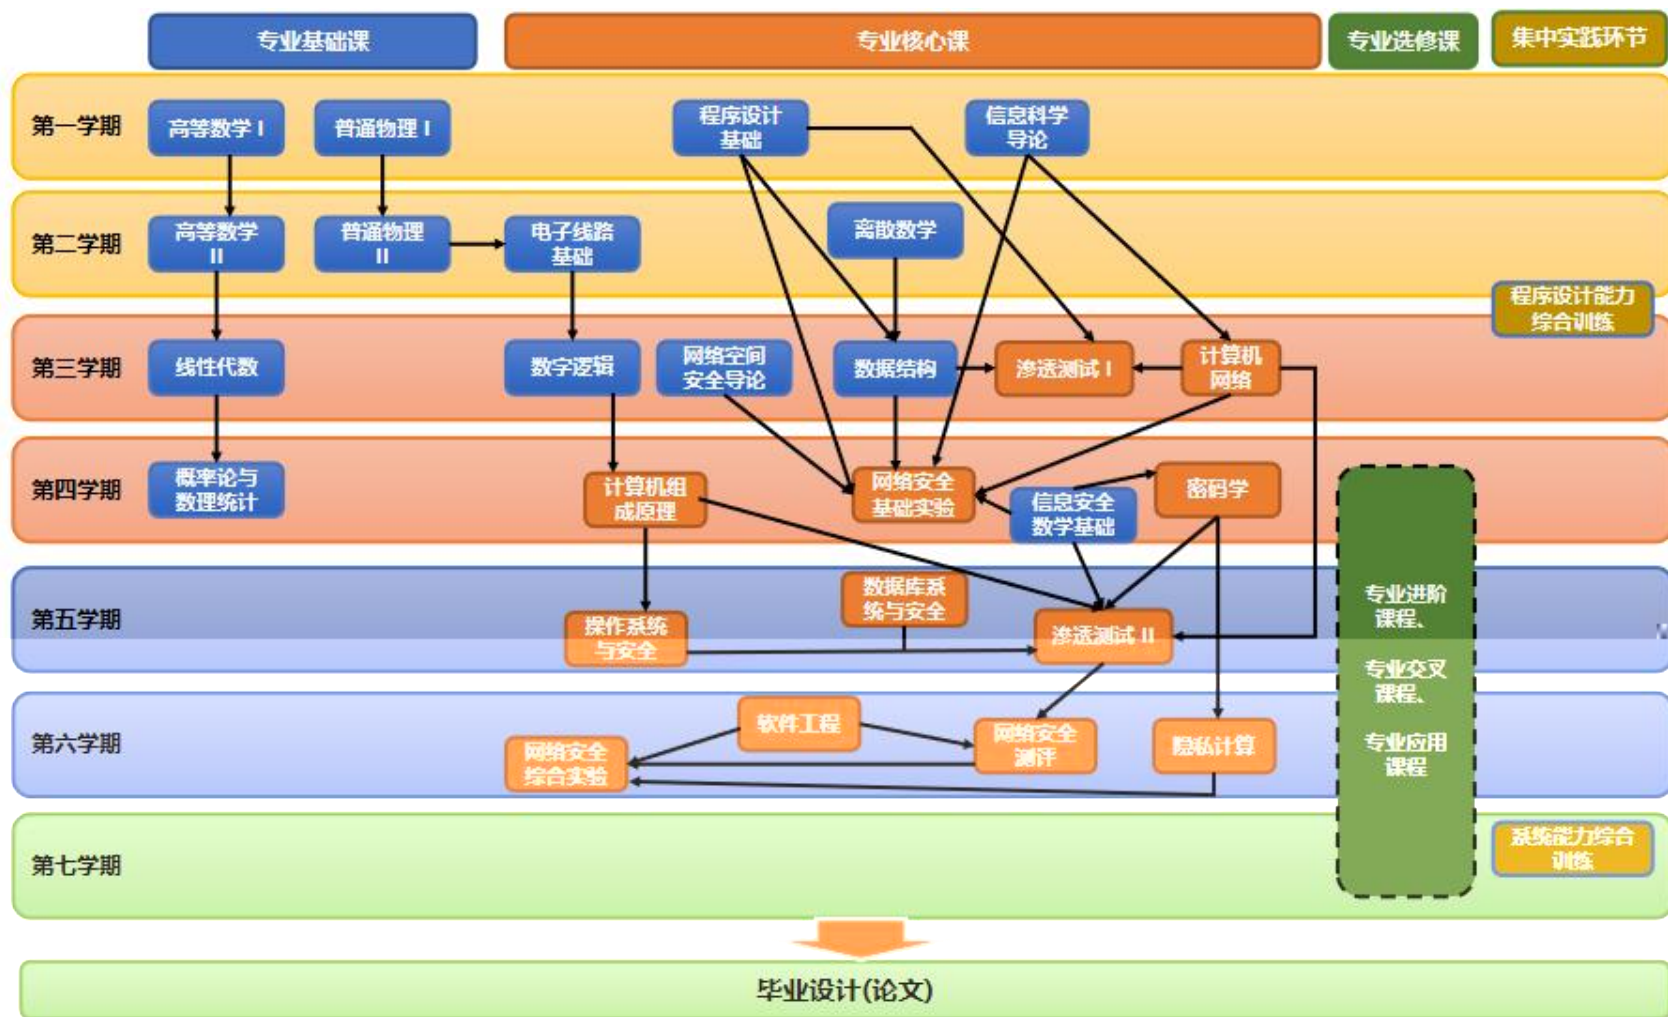 专业基础课
专业核心课
专业选修课
集中实践环节
第一学期
高等数学 I
普通物理 I
程序设计
基础
信息科学
导论
第二学期
高等数学
II
普通物理
II
电子线路
基础
离散数学
程序设计能力
综合训练
第三学期
线性代数
数字逻辑
网络空间
安全导论
数据结构
渗透测试 I
计算机
网络
第四学期
概率论与
数理统计
计算机组
成原理
网络安全
基础实验
信息安全
数学基础
密码学
第五学期
操作系统
与安全
数据库系
统与安全
渗透测试 II
专业进阶
课程、
专业交叉
课程、
专业应用
课程
第六学期
网络安全
综合实验
软件工程
网络安全
测评
隐私计算
第七学期
系统能力综合
训练
毕业设计(论文)